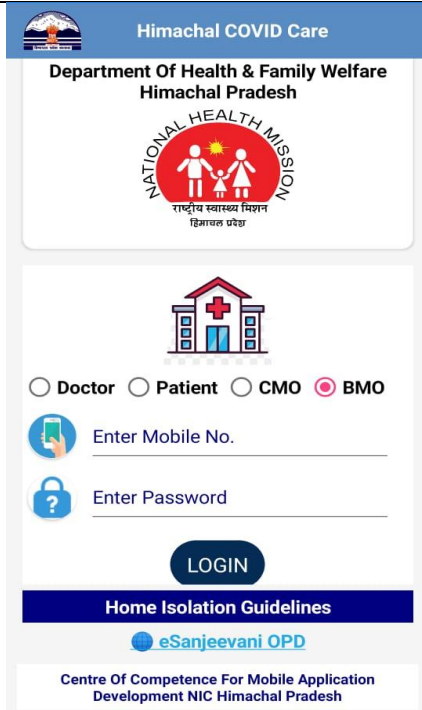 Himachal COVID Care
Department Of Health & Family Welfare
Himachal Pradesh
NATIONAL HEALTH MISSION
राष्ट्रीय स्वास्थ्य मिशन
हिमाचल प्रदेश
Doctor Patient CMO BMO
Enter Mobile No.
?
Enter Password
LOGIN
Home Isolation Guidelines
eSanjeevani OPD
Centre Of Competence For Mobile Application
Development NIC Himachal Pradesh